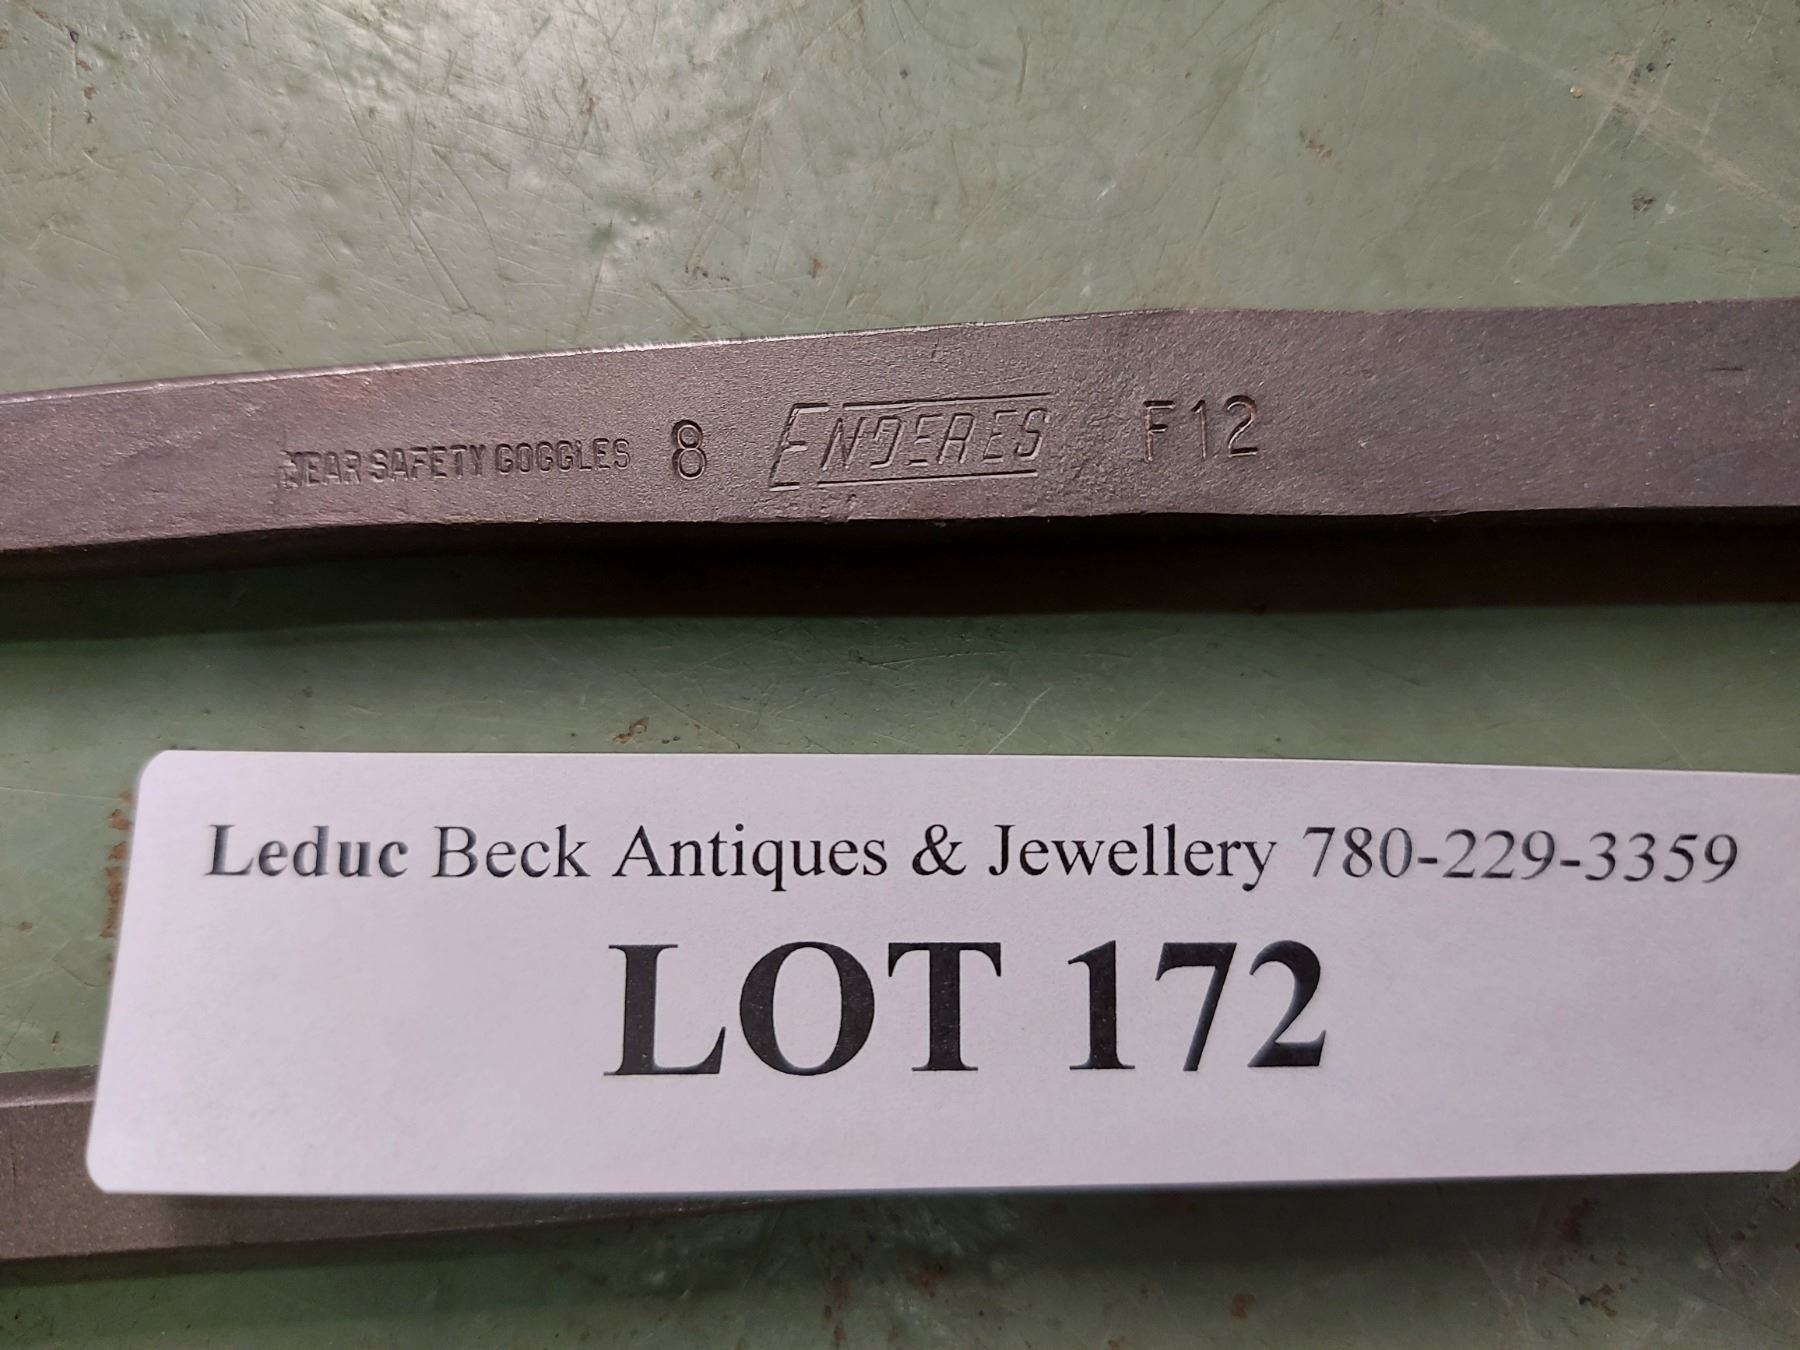 WEAR SAFETY GOGGLES 8 ENDERES F12
Leduc Beck Antiques & Jewellery 780-229-3359
LOT 172